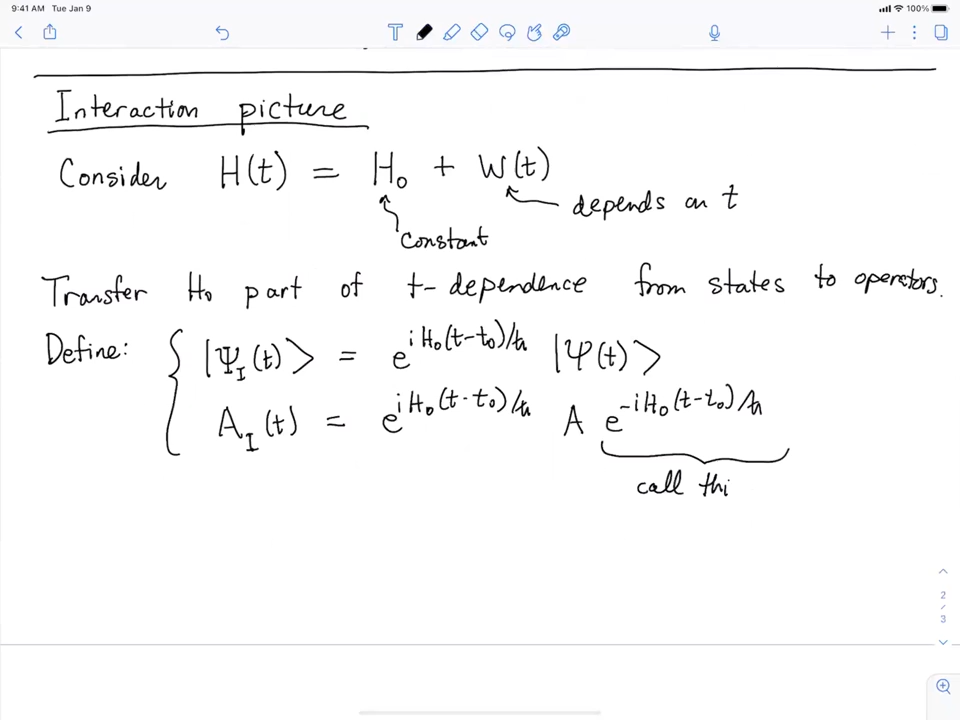 9:41 AM Tue Jan 9
100%
Interaction picture
Consider H(t) = H₀ + W(t)
depends on t
constant
Transfer H₀ part of t-dependence from states to operators.
Define: { |Ψ_I(t)⟩ = e^{iH₀(t-t₀)/ħ} |Ψ(t)⟩
A_I(t) = e^{iH₀(t-t₀)/ħ} A e^{-iH₀(t-t₀)/ħ}
call thi
2
/
3